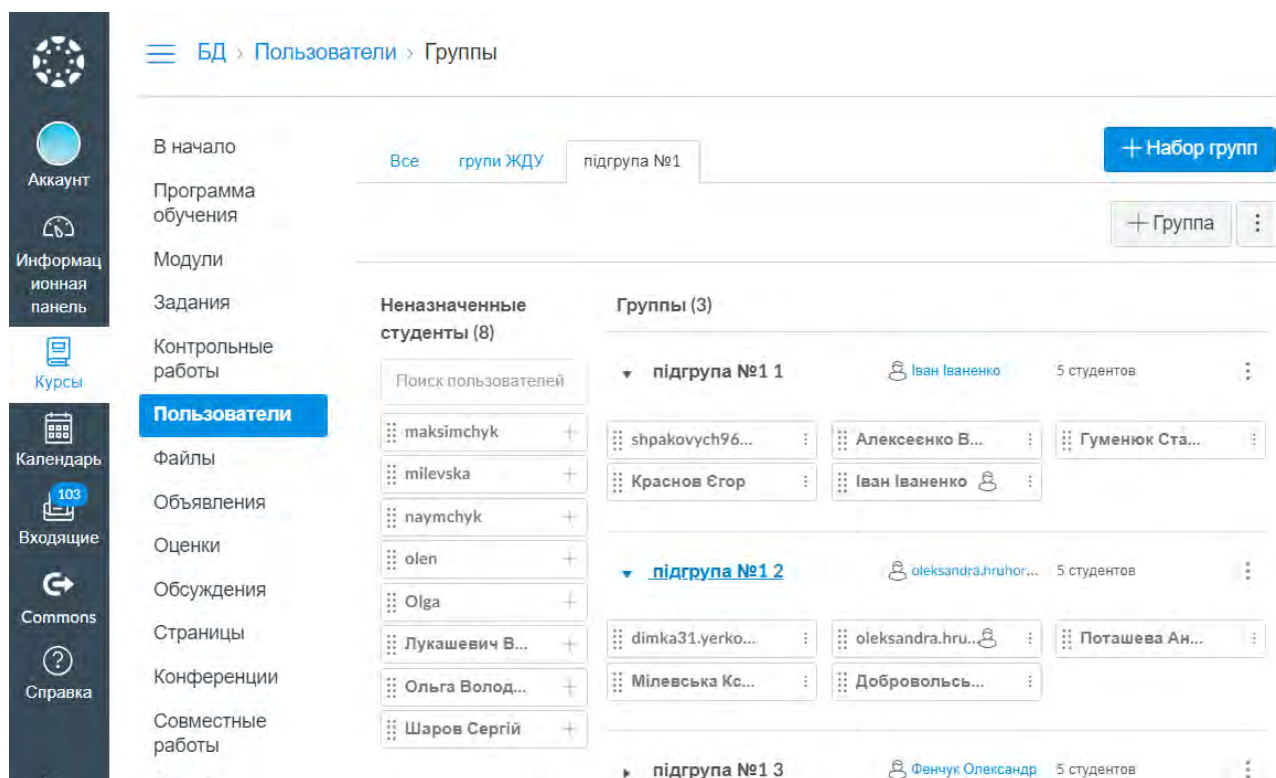 БД › Пользователи › Группы
Аккаунт
Информац
ионная
панель
Курсы
Календарь
103
Входящие
Commons
Справка
В начало
Программа
обучения
Модули
Задания
Контрольные
работы
Пользователи
Файлы
Объявления
Оценки
Обсуждения
Страницы
Конференции
Совместные
работы
Все групи ЖДУ підгрупа №1
+ Набор групп
+ Группа
Неназначенные
студенты (8)
Поиск пользователей
maksimchyk
milevska
naymchyk
olen
Olga
Лукашевич В...
Ольга Волод...
Шаров Сергій
Группы (3)
підгрупа №1 1 Іван Іваненко 5 студентов
shpakovych96... Алексеєнко В... Гуменюк Ста...
Краснов Єгор Іван Іваненко
підгрупа №1 2 oleksandra.hruhor... 5 студентов
dimka31.yerko... oleksandra.hru... Поташева Ан...
Мілевська Кс... Добровольсь...
підгрупа №1 3 Фенчук Олександр 5 студентов